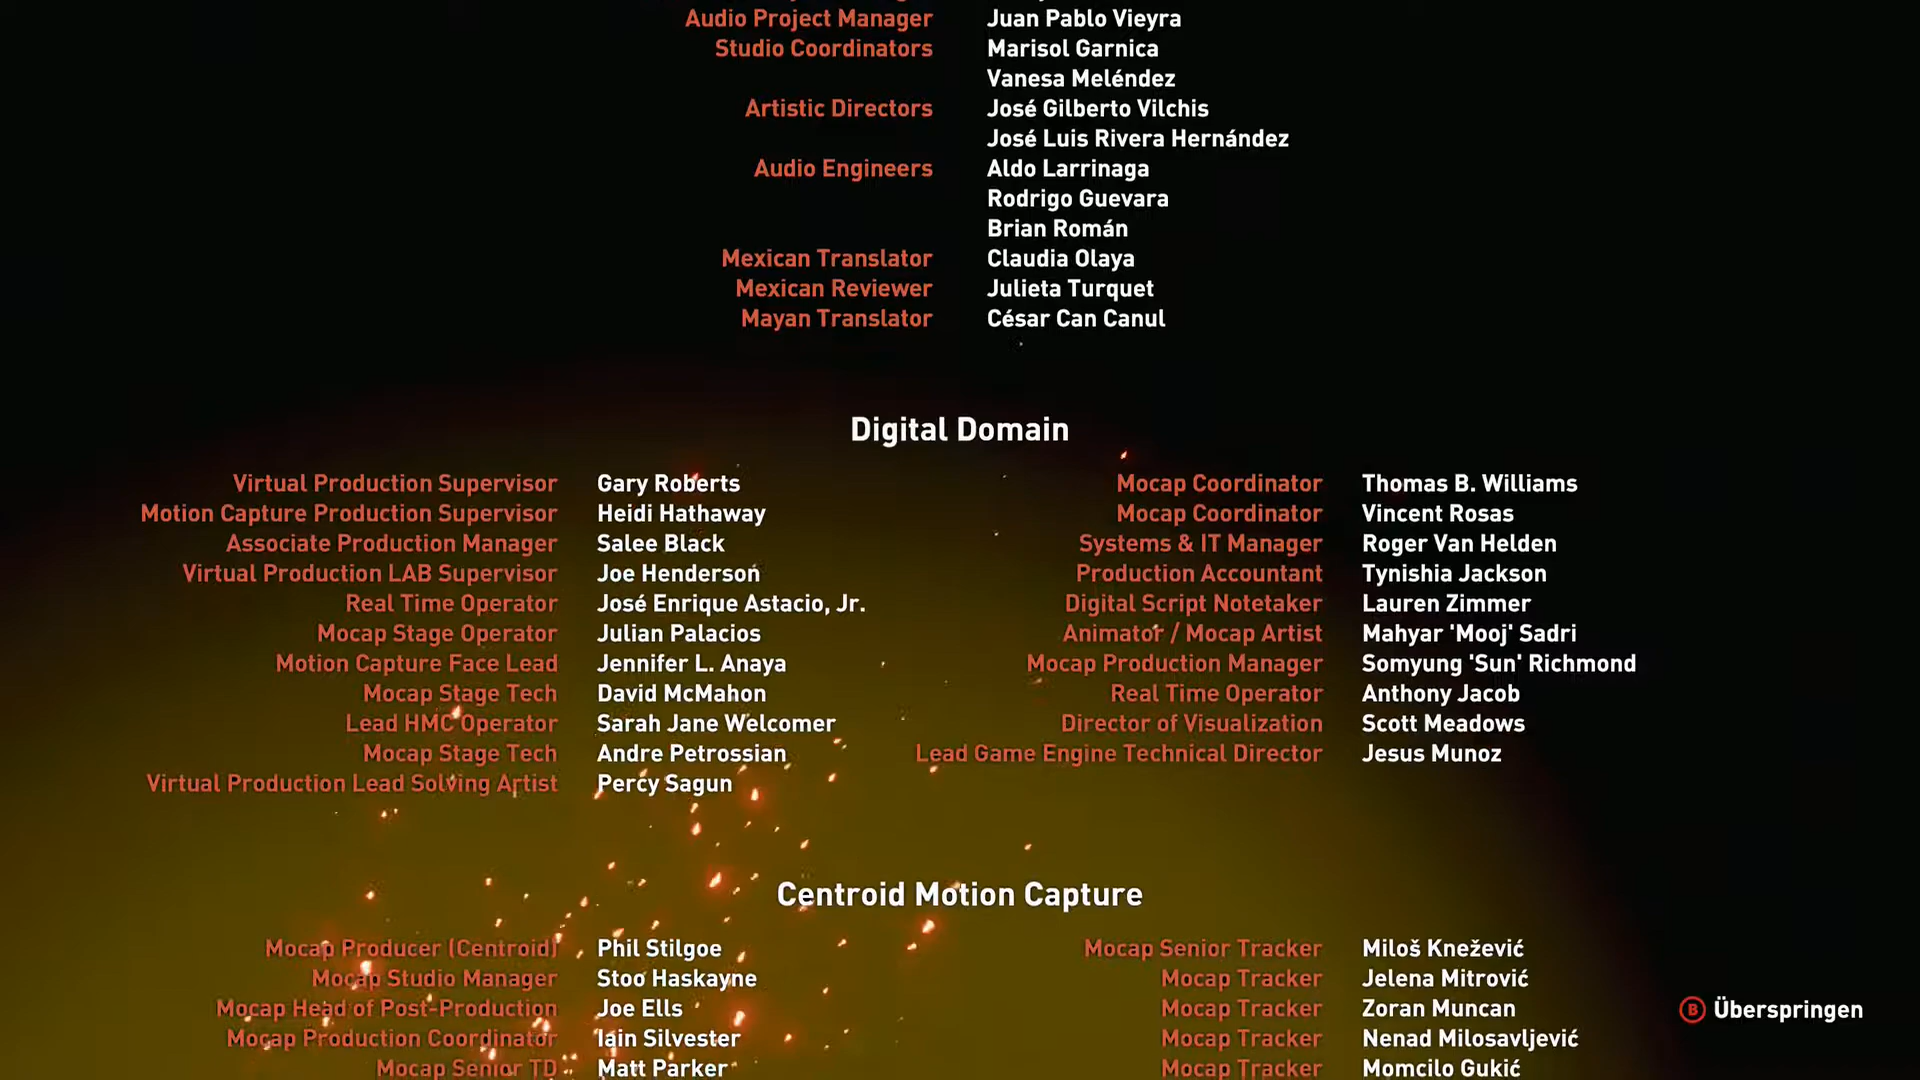 Audio Project Manager Juan Pablo Vieyra
Studio Coordinators Marisol Garnica
Vanesa Meléndez
Artistic Directors José Gilberto Vilchis
José Luis Rivera Hernández
Audio Engineers Aldo Larrinaga
Rodrigo Guevara
Brian Román
Mexican Translator Claudia Olaya
Mexican Reviewer Julieta Turquet
Mayan Translator César Can Canul
Digital Domain
Virtual Production Supervisor Gary Roberts
Motion Capture Production Supervisor Heidi Hathaway
Associate Production Manager Salee Black
Virtual Production LAB Supervisor Joe Henderson
Real Time Operator José Enrique Astacio, Jr.
Mocap Stage Operator Julian Palacios
Motion Capture Face Lead Jennifer L. Anaya
Mocap Stage Tech David McMahon
Lead HMC Operator Sarah Jane Welcomer
Mocap Stage Tech Andre Petrossian
Virtual Production Lead Solving Artist Percy Sagun
Mocap Coordinator Thomas B. Williams
Mocap Coordinator Vincent Rosas
Systems & IT Manager Roger Van Helden
Production Accountant Tynishia Jackson
Digital Script Notetaker Lauren Zimmer
Animator / Mocap Artist Mahyar 'Mooj' Sadri
Mocap Production Manager Somyung 'Sun' Richmond
Real Time Operator Anthony Jacob
Director of Visualization Scott Meadows
Lead Game Engine Technical Director Jesus Munoz
Centroid Motion Capture
Mocap Producer (Centroid) Phil Stilgoe
Mocap Studio Manager Stoo Haskayne
Mocap Head of Post-Production Joe Ells
Mocap Production Coordinator Iain Silvester
Mocap Senior TD Matt Parker
Mocap Senior Tracker Miloš Knežević
Mocap Tracker Jelena Mitrović
Mocap Tracker Zoran Muncan
Mocap Tracker Nenad Milosavljević
Mocap Tracker Momcilo Gukić
B Überspringen